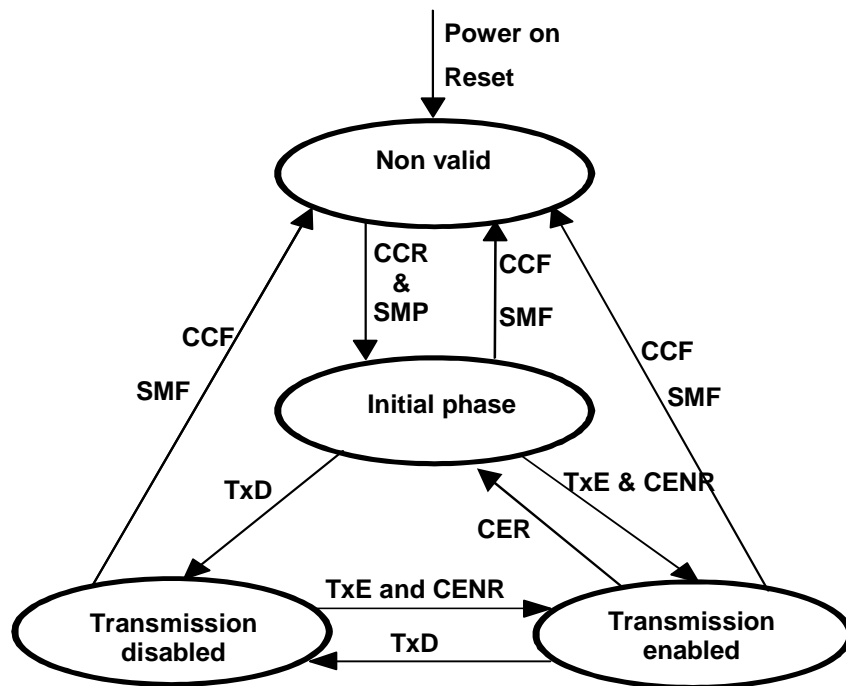 Power on
Reset
Non valid
CCR
&
SMP
CCF
SMF
CCF
SMF
CCF
SMF
Initial phase
TxD
TxE & CENR
CER
TxE and CENR
TxD
Transmission
disabled
Transmission
enabled